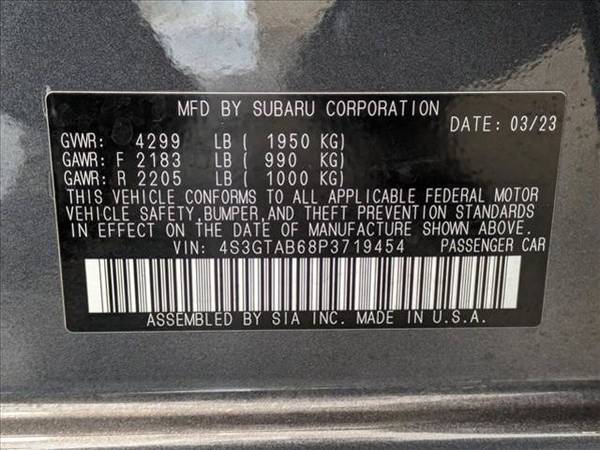 MFD BY SUBARU CORPORATION
DATE: 03/23
GVWR: 4299 LB ( 1950 KG)
GAWR: F 2183 LB ( 990 KG)
GAWR: R 2205 LB ( 1000 KG)
THIS VEHICLE CONFORMS TO ALL APPLICABLE FEDERAL MOTOR
VEHICLE SAFETY,BUMPER,AND THEFT PREVENTION STANDARDS
IN EFFECT ON THE DATE OF MANUFACTURE SHOWN ABOVE.
VIN: 4S3GTAB68P3719454 PASSENGER CAR
ASSEMBLED BY SIA INC. MADE IN U.S.A.